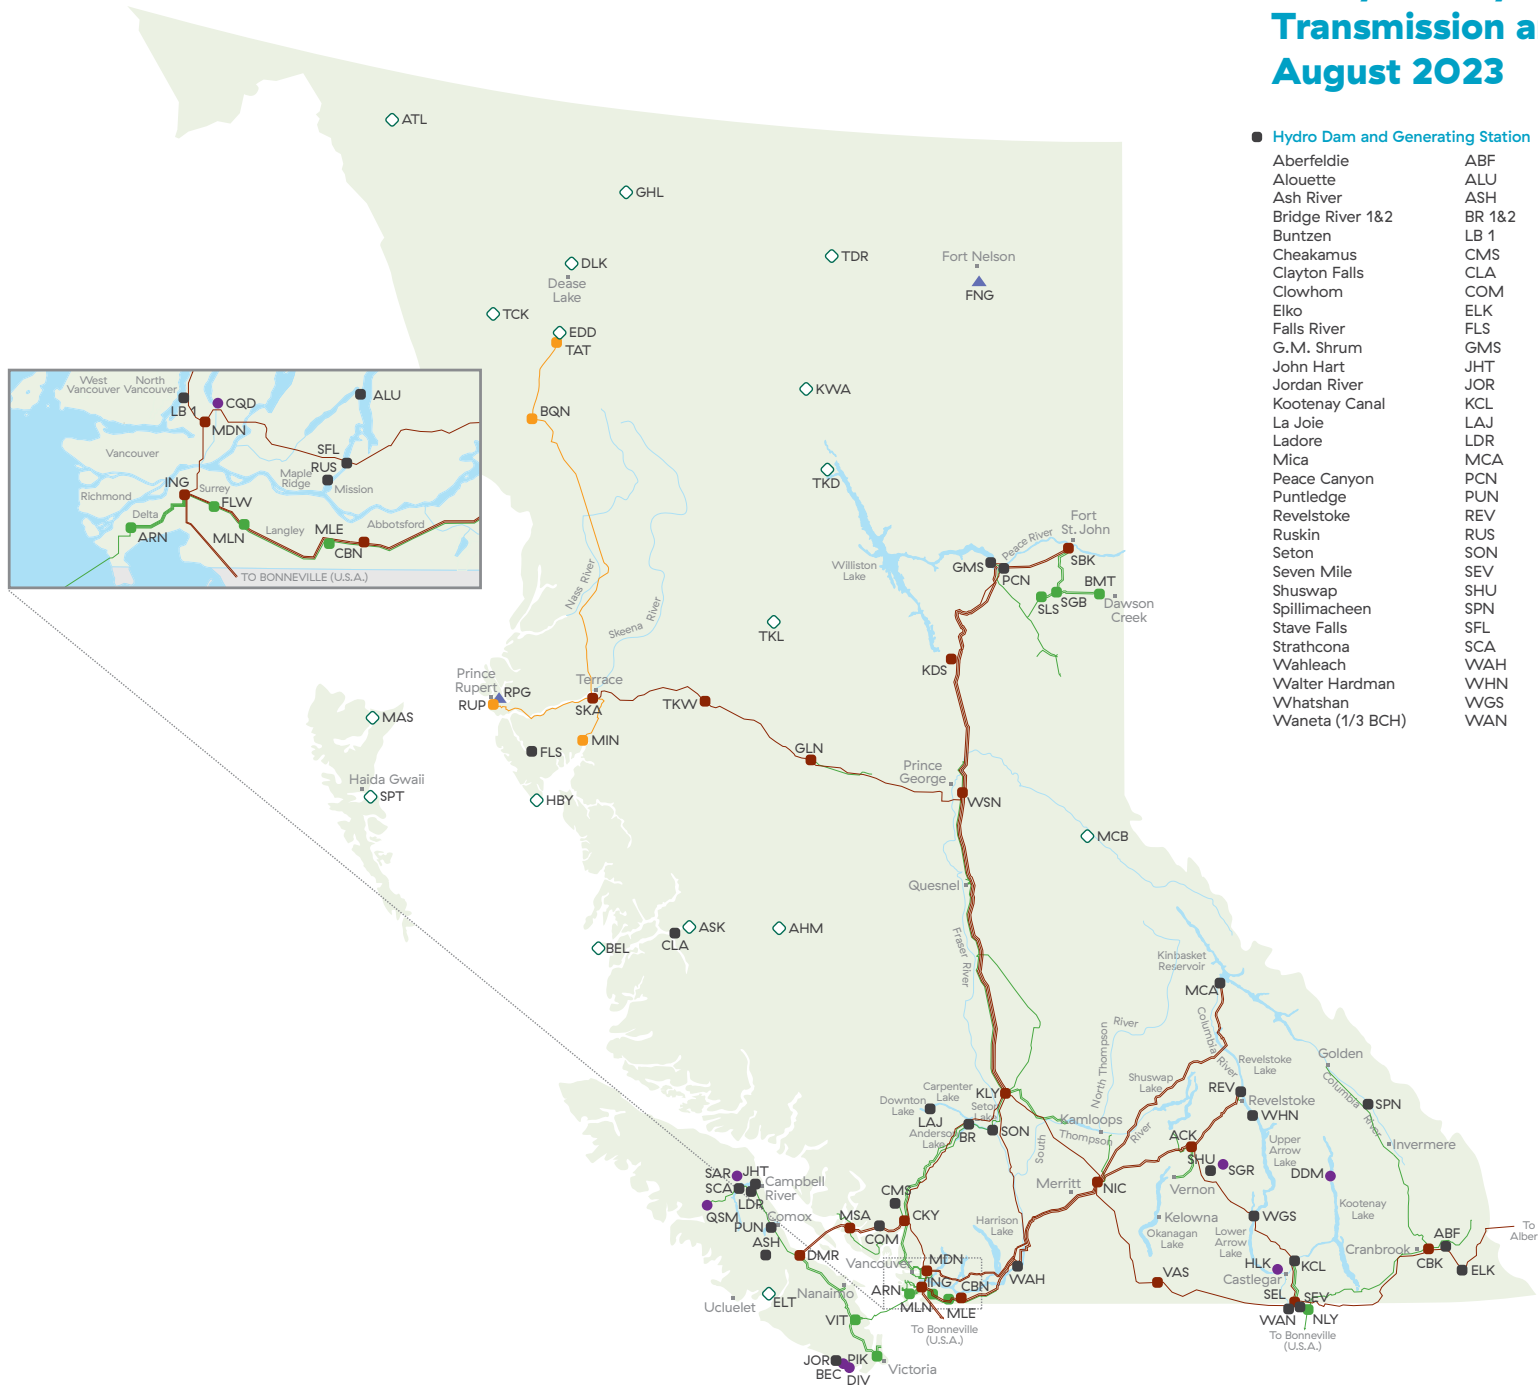 Transmission a
August 2023
Hydro Dam and Generating Station
Aberfeldie ABF
Alouette ALU
Ash River ASH
Bridge River 1&2 BR 1&2
Buntzen LB 1
Cheakamus CMS
Clayton Falls CLA
Clowhom COM
Elko ELK
Falls River FLS
G.M. Shrum GMS
John Hart JHT
Jordan River JOR
Kootenay Canal KCL
La Joie LAJ
Ladore LDR
Mica MCA
Peace Canyon PCN
Puntledge PUN
Revelstoke REV
Ruskin RUS
Seton SON
Seven Mile SEV
Shuswap SHU
Spillimacheen SPN
Stave Falls SFL
Strathcona SCA
Wahleach WAH
Walter Hardman WHN
Whatshan WGS
Waneta (1/3 BCH) WAN
ATL
GHL
DLK
Dease
Lake
TDR
Fort Nelson
FNG
TCK
EDD
TAT
KWA
BQN
TKD
West
Vancouver
North
Vancouver
LB 1
CQD
ALU
MDN
Vancouver
SFL
RUS
Maple
Ridge
Mission
ING
Surrey
Richmond
FLW
Delta
ARN
MLN
Langley
MLE
CBN
Abbotsford
TO BONNEVILLE (U.S.A.)
Nass River
Skeena River
Williston
Lake
GMS
PCN
Peace River
Fort
St. John
SBK
BMT
SLS
SGB
Dawson
Creek
TKL
KDS
Prince
Rupert
RPG
RUP
Terrace
SKA
TKW
MIN
FLS
MAS
Haida Gwaii
SPT
HBY
GLN
Prince
George
WSN
MCB
Quesnel
Fraser River
ASK
CLA
AHM
BEL
Kinbasket
Reservoir
MCA
Columbia
River
North Thompson
River
Revelstoke
Lake
Golden
Columbia
River
Shuswap
Lake
REV
Revelstoke
WHN
SPN
Invermere
Carpenter
Lake
Downton
Lake
LAJ
KLY
Seton
Lake
Anderson
Lake
BR
SON
South
Thompson
River
Kamloops
ACK
SHU
SGR
Vernon
Upper
Arrow
Lake
DDM
Merritt
NIC
Kelowna
Okanagan
Lake
WGS
Lower
Arrow
Lake
Kootenay
Lake
SAR
JHT
SCA
LDR
Campbell
River
QSM
PUN
Comox
ASH
CMS
MSA
COM
CKY
Harrison
Lake
DMR
Vancouver
MDN
ING
ARN
MLN
CBN
MLE
WAH
VAS
HLK
KCL
Castlegar
SEL
SEV
WAN
NLY
To Bonneville
(U.S.A.)
Cranbrook
CBK
ABF
ELK
To
Alber
Nanaimo
ELT
Ucluelet
VIT
To Bonneville
(U.S.A.)
JOR
PIK
BEC
DIV
Victoria